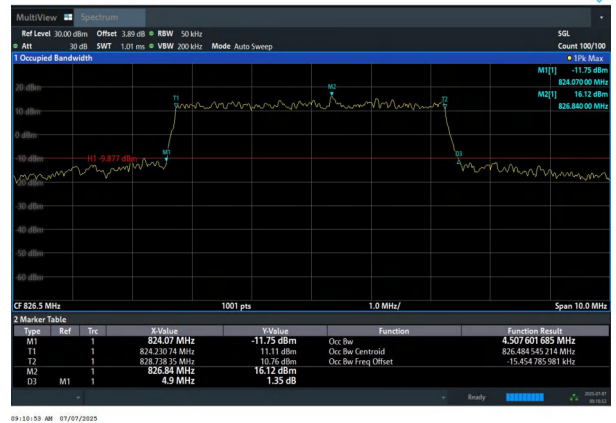 MultiView Spectrum
Ref Level 30.00 dBm Offset 3.89 dB RBW 50 kHz SGL
Att 30 dB SWT 1.01 ms VBW 200 kHz Mode Auto Sweep Count 100/100
1 Occupied Bandwidth 1Pk Max
M1[1] -11.75 dBm
824.07000 MHz
M2[1] 16.12 dBm
826.84000 MHz
M2
T1
T2
20 dBm
10 dBm
0 dBm
M1
D3
-10 dBm
H1 -9.877 dBm
-20 dBm
-30 dBm
-40 dBm
-50 dBm
-60 dBm
CF 826.5 MHz 1001 pts 1.0 MHz/ Span 10.0 MHz
2 Marker Table
Type Ref Trc X-Value Y-Value Function Function Result
M1 1 824.07 MHz -11.75 dBm Occ Bw 4.507 601 685 MHz
T1 1 824.230 74 MHz 11.11 dBm Occ Bw Centroid 826.484 545 214 MHz
T2 1 828.738 35 MHz 10.76 dBm Occ Bw Freq Offset -15.454 785 981 kHz
M2 1 826.84 MHz 16.12 dBm
D3 M1 1 4.9 MHz 1.35 dB
Ready 2025-07-07
09:10:53 AM 07/07/2025